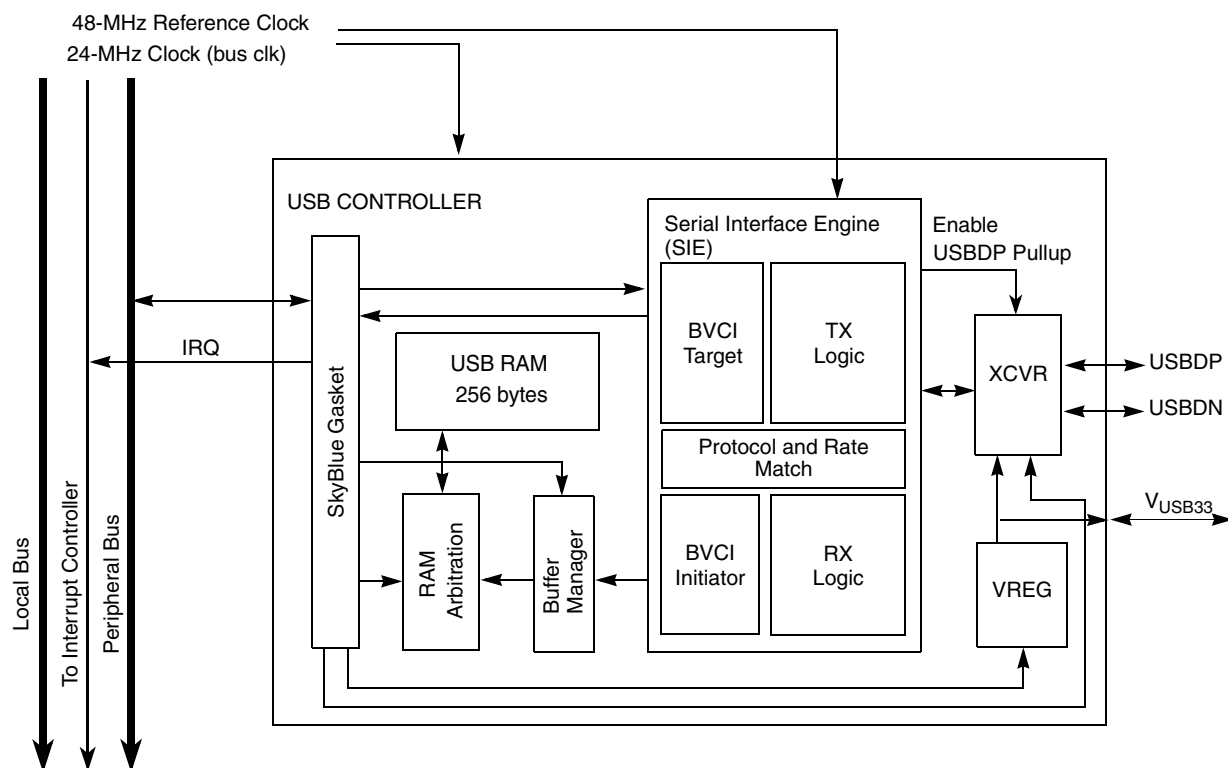 48-MHz Reference Clock
24-MHz Clock (bus clk)
USB CONTROLLER
Serial Interface Engine
(SIE)
Enable
USBDP Pullup
BVCI
Target
TX
Logic
XCVR
USBDP
USBDN
IRQ
USB RAM
256 bytes
SkyBlue Gasket
Protocol and Rate
Match
RAM
Arbitration
Buffer
Manager
BVCI
Initiator
RX
Logic
VREG
VUSB33
Local Bus
To Interrupt Controller
Peripheral Bus